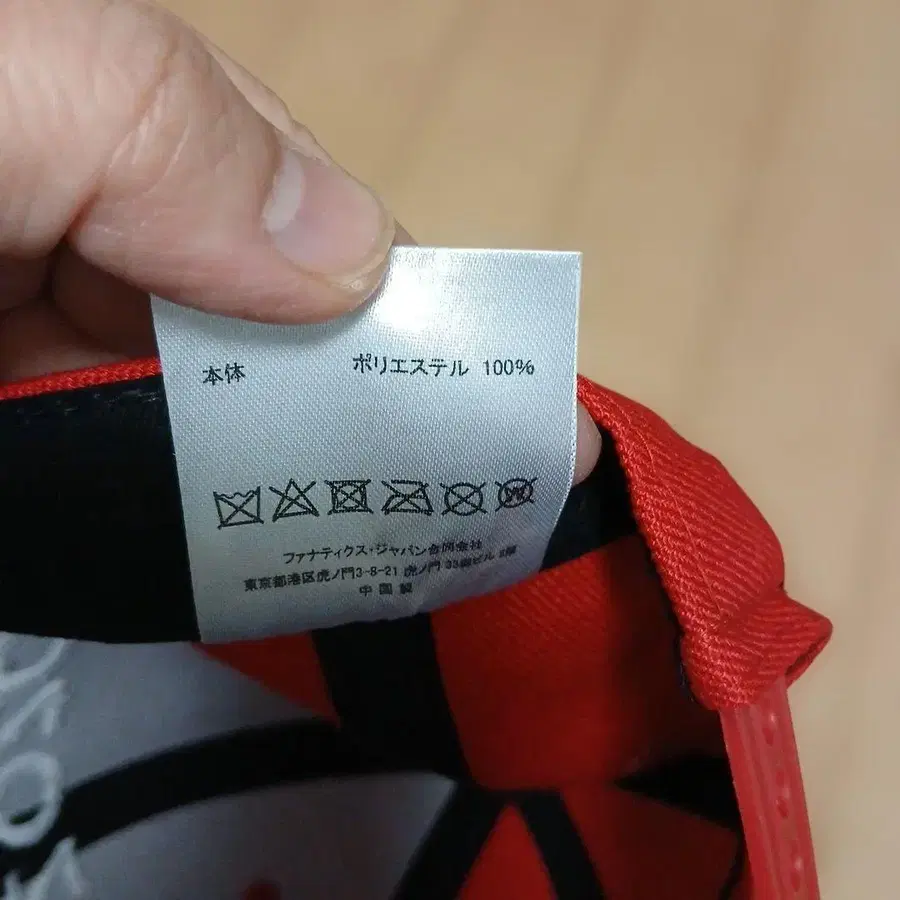 本体 ポリエステル 100%
ファナティクス・ジャパン合同会社
東京都港区虎ノ門3-8-21 虎ノ門 33森ビル 8階
中国製